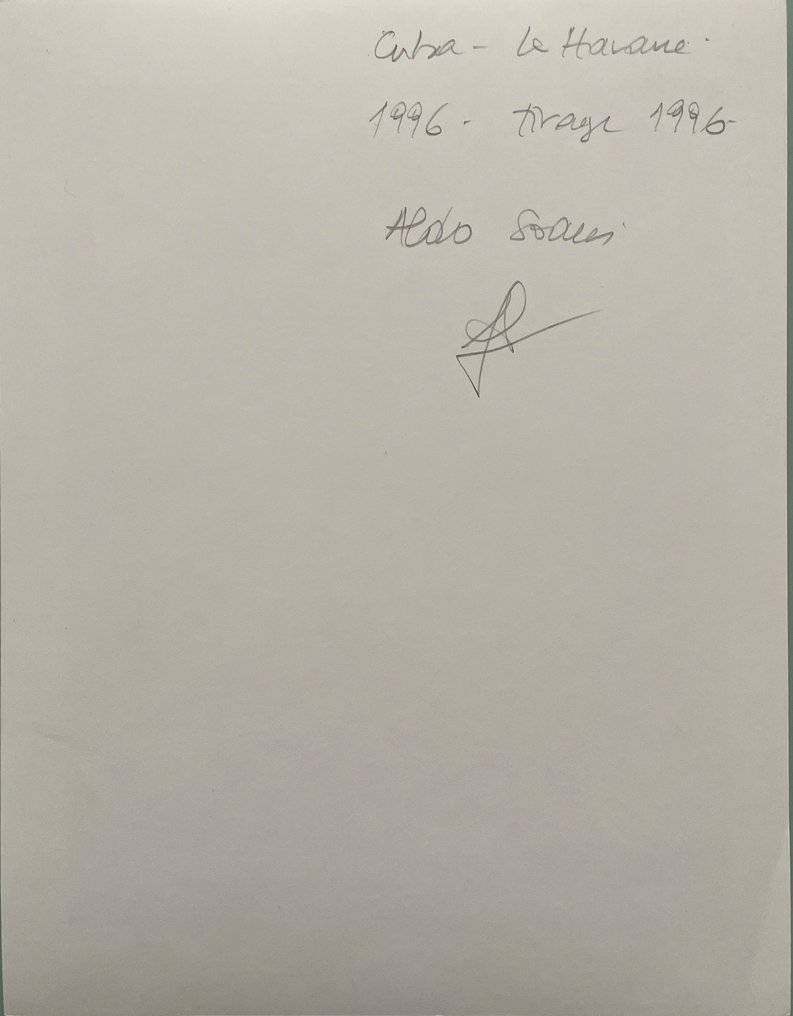 Cuba - La Havane.
1996 - tirage 1996-
Aldo Soares